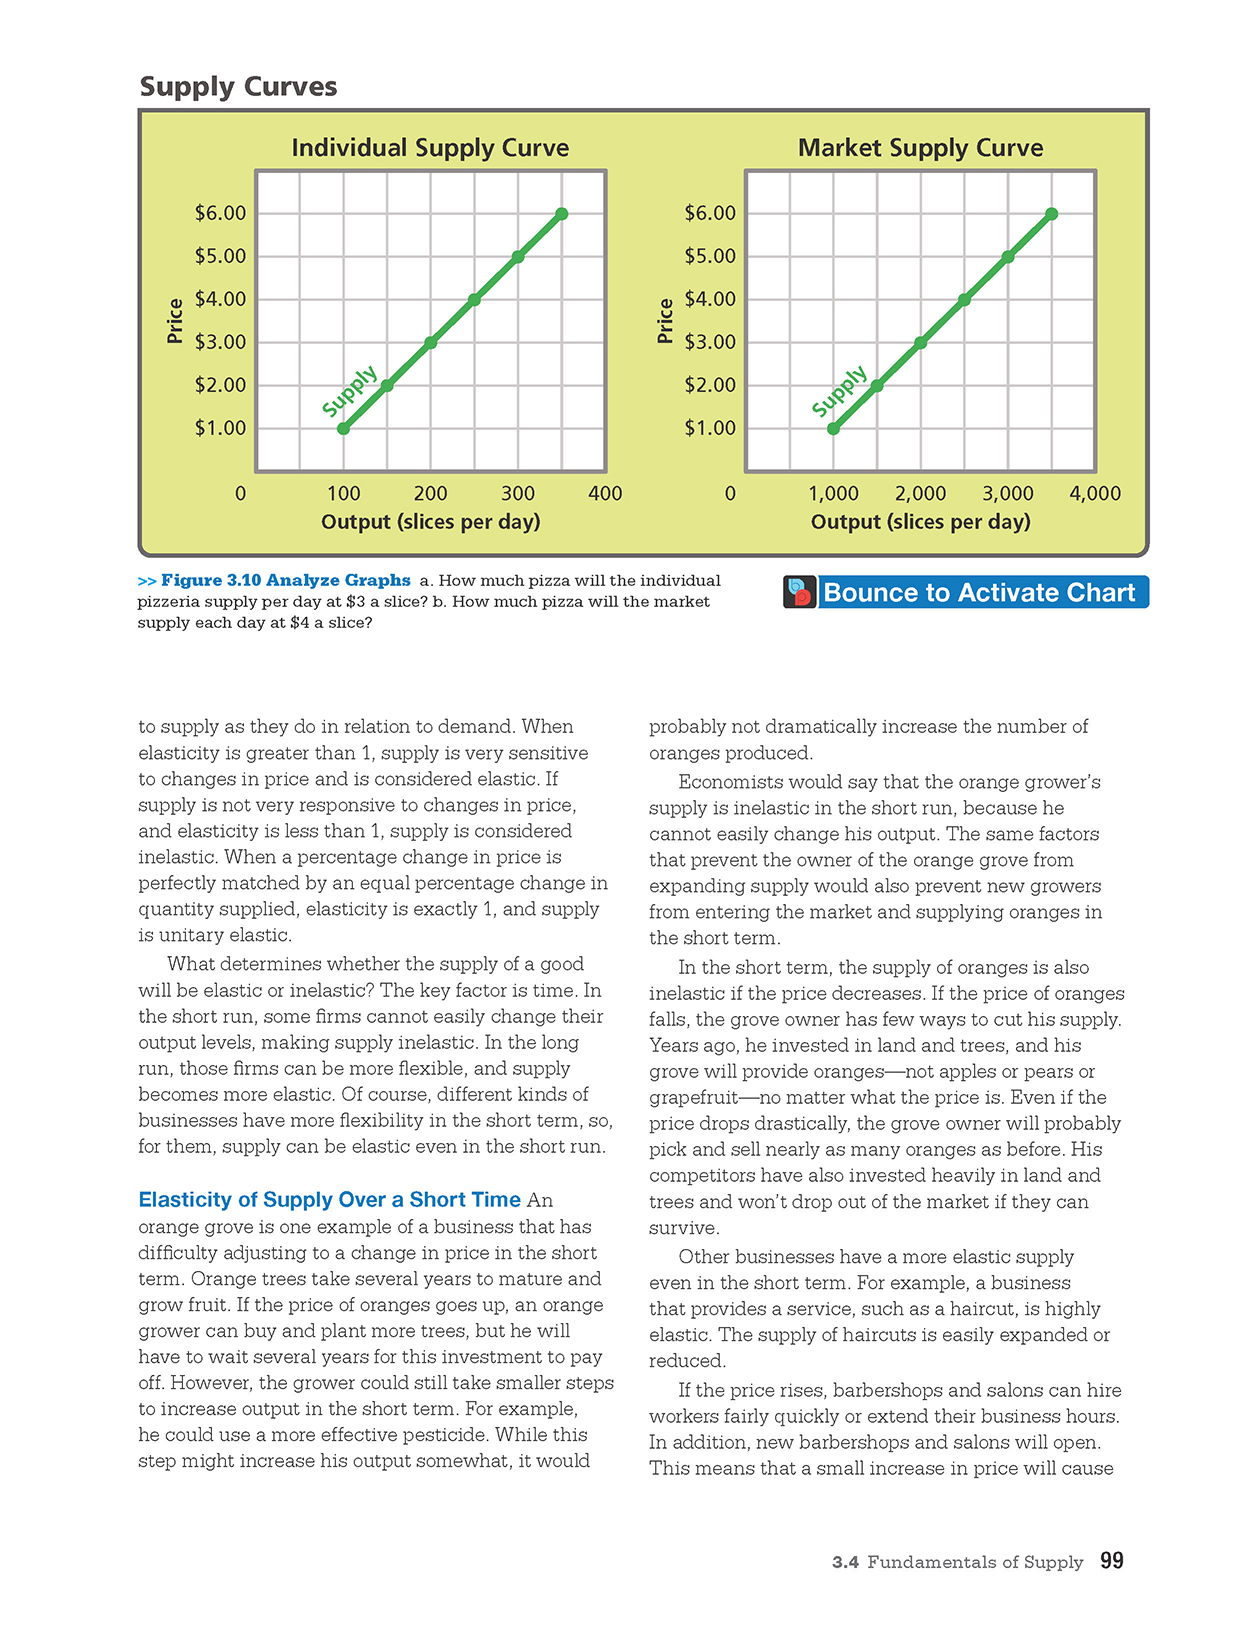 Supply Curves
Individual Supply Curve
$6.00
$5.00
$4.00
$3.00
$2.00
$1.00
Price
Supply
0 100 200 300 400
Output (slices per day)
Market Supply Curve
$6.00
$5.00
$4.00
$3.00
$2.00
$1.00
Price
Supply
0 1,000 2,000 3,000 4,000
Output (slices per day)
>> Figure 3.10 Analyze Graphs a. How much pizza will the individual
pizzeria supply per day at $3 a slice? b. How much pizza will the market
supply each day at $4 a slice?
Bounce to Activate Chart
to supply as they do in relation to demand. When
elasticity is greater than 1, supply is very sensitive
to changes in price and is considered elastic. If
supply is not very responsive to changes in price,
and elasticity is less than 1, supply is considered
inelastic. When a percentage change in price is
perfectly matched by an equal percentage change in
quantity supplied, elasticity is exactly 1, and supply
is unitary elastic.
What determines whether the supply of a good
will be elastic or inelastic? The key factor is time. In
the short run, some firms cannot easily change their
output levels, making supply inelastic. In the long
run, those firms can be more flexible, and supply
becomes more elastic. Of course, different kinds of
businesses have more flexibility in the short term, so,
for them, supply can be elastic even in the short run.
Elasticity of Supply Over a Short Time An
orange grove is one example of a business that has
difficulty adjusting to a change in price in the short
term. Orange trees take several years to mature and
grow fruit. If the price of oranges goes up, an orange
grower can buy and plant more trees, but he will
have to wait several years for this investment to pay
off. However, the grower could still take smaller steps
to increase output in the short term. For example,
he could use a more effective pesticide. While this
step might increase his output somewhat, it would
probably not dramatically increase the number of
oranges produced.
Economists would say that the orange grower's
supply is inelastic in the short run, because he
cannot easily change his output. The same factors
that prevent the owner of the orange grove from
expanding supply would also prevent new growers
from entering the market and supplying oranges in
the short term.
In the short term, the supply of oranges is also
inelastic if the price decreases. If the price of oranges
falls, the grove owner has few ways to cut his supply.
Years ago, he invested in land and trees, and his
grove will provide oranges—not apples or pears or
grapefruit—no matter what the price is. Even if the
price drops drastically, the grove owner will probably
pick and sell nearly as many oranges as before. His
competitors have also invested heavily in land and
trees and won't drop out of the market if they can
survive.
Other businesses have a more elastic supply
even in the short term. For example, a business
that provides a service, such as a haircut, is highly
elastic. The supply of haircuts is easily expanded or
reduced.
If the price rises, barbershops and salons can hire
workers fairly quickly or extend their business hours.
In addition, new barbershops and salons will open.
This means that a small increase in price will cause
3.4 Fundamentals of Supply 99